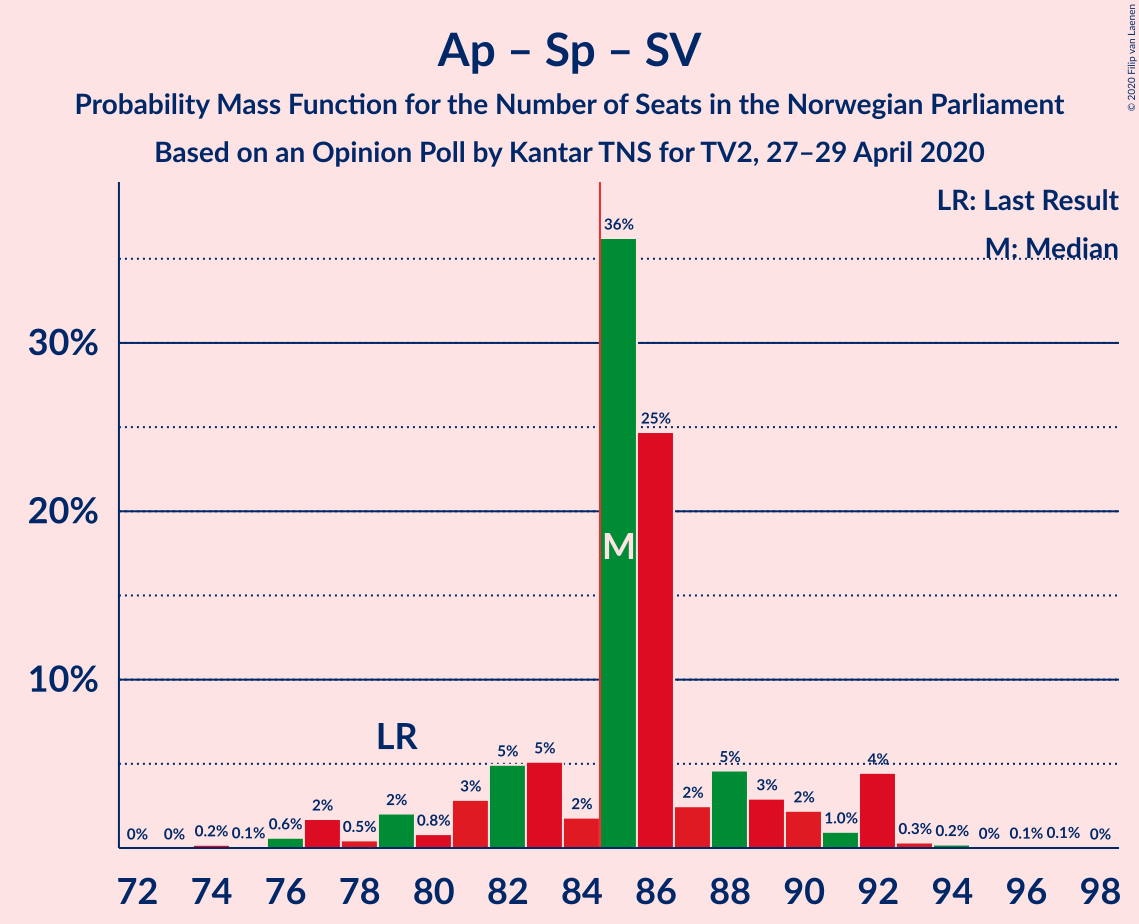 Ap – Sp – SV
Probability Mass Function for the Number of Seats in the Norwegian Parliament
Based on an Opinion Poll by Kantar TNS for TV2, 27–29 April 2020
© 2020 Filip van Laenen
LR: Last Result
M: Median
30%
20%
10%
LR
M
0% 0% 0.2% 0.1% 0.6% 2% 0.5% 2% 0.8% 3% 5% 5% 2% 36% 25% 2% 5% 3% 2% 1.0% 4% 0.3% 0.2% 0% 0.1% 0.1% 0%
72 74 76 78 80 82 84 86 88 90 92 94 96 98